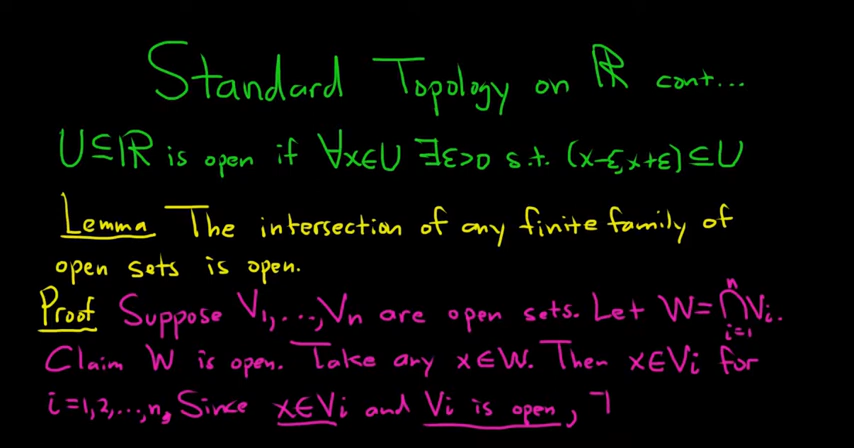 Standard Topology on ℝ cont...
U ⊆ ℝ is open if ∀x∈U ∃ε>0 s.t. (x-ε, x+ε) ⊆ U
Lemma The intersection of any finite family of
open sets is open.
Proof Suppose V₁, ..., Vn are open sets. Let W = ⋂ᵢ₌₁ⁿ Vᵢ.
Claim W is open. Take any x∈W. Then x∈Vᵢ for
i=1,2,...,n, Since x∈Vᵢ and Vᵢ is open,